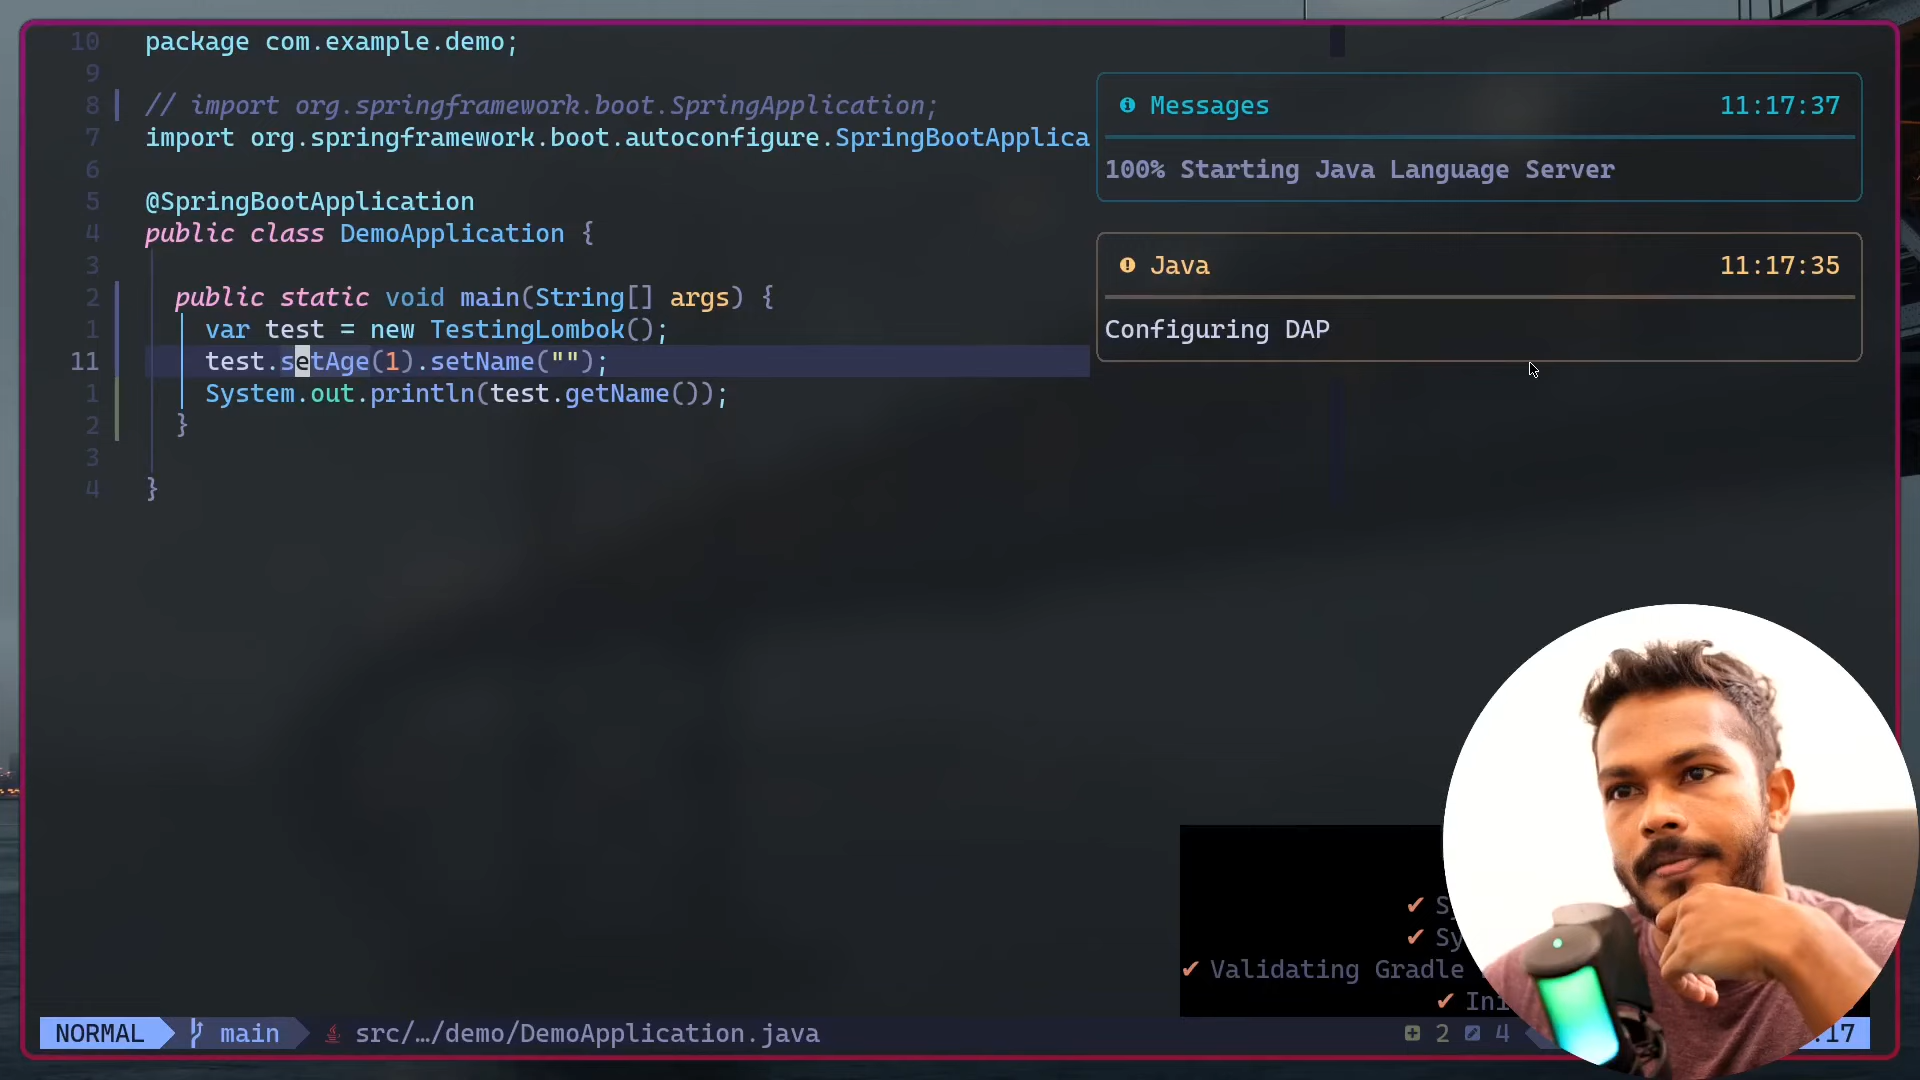 10 package com.example.demo;
9
8 // import org.springframework.boot.SpringApplication;
7 import org.springframework.boot.autoconfigure.SpringBootApplica
6
5 @SpringBootApplication
4 public class DemoApplication {
3
2 public static void main(String[] args) {
1 var test = new TestingLombok();
11 test.setAge(1).setName("");
1 System.out.println(test.getName());
2 }
3
4 }
Messages 11:17:37
100% Starting Java Language Server
Java 11:17:35
Configuring DAP
✔ S
✔ Sy
✔ Validating Gradle
✔ Ini
NORMAL main src/…/demo/DemoApplication.java 2 4 :17